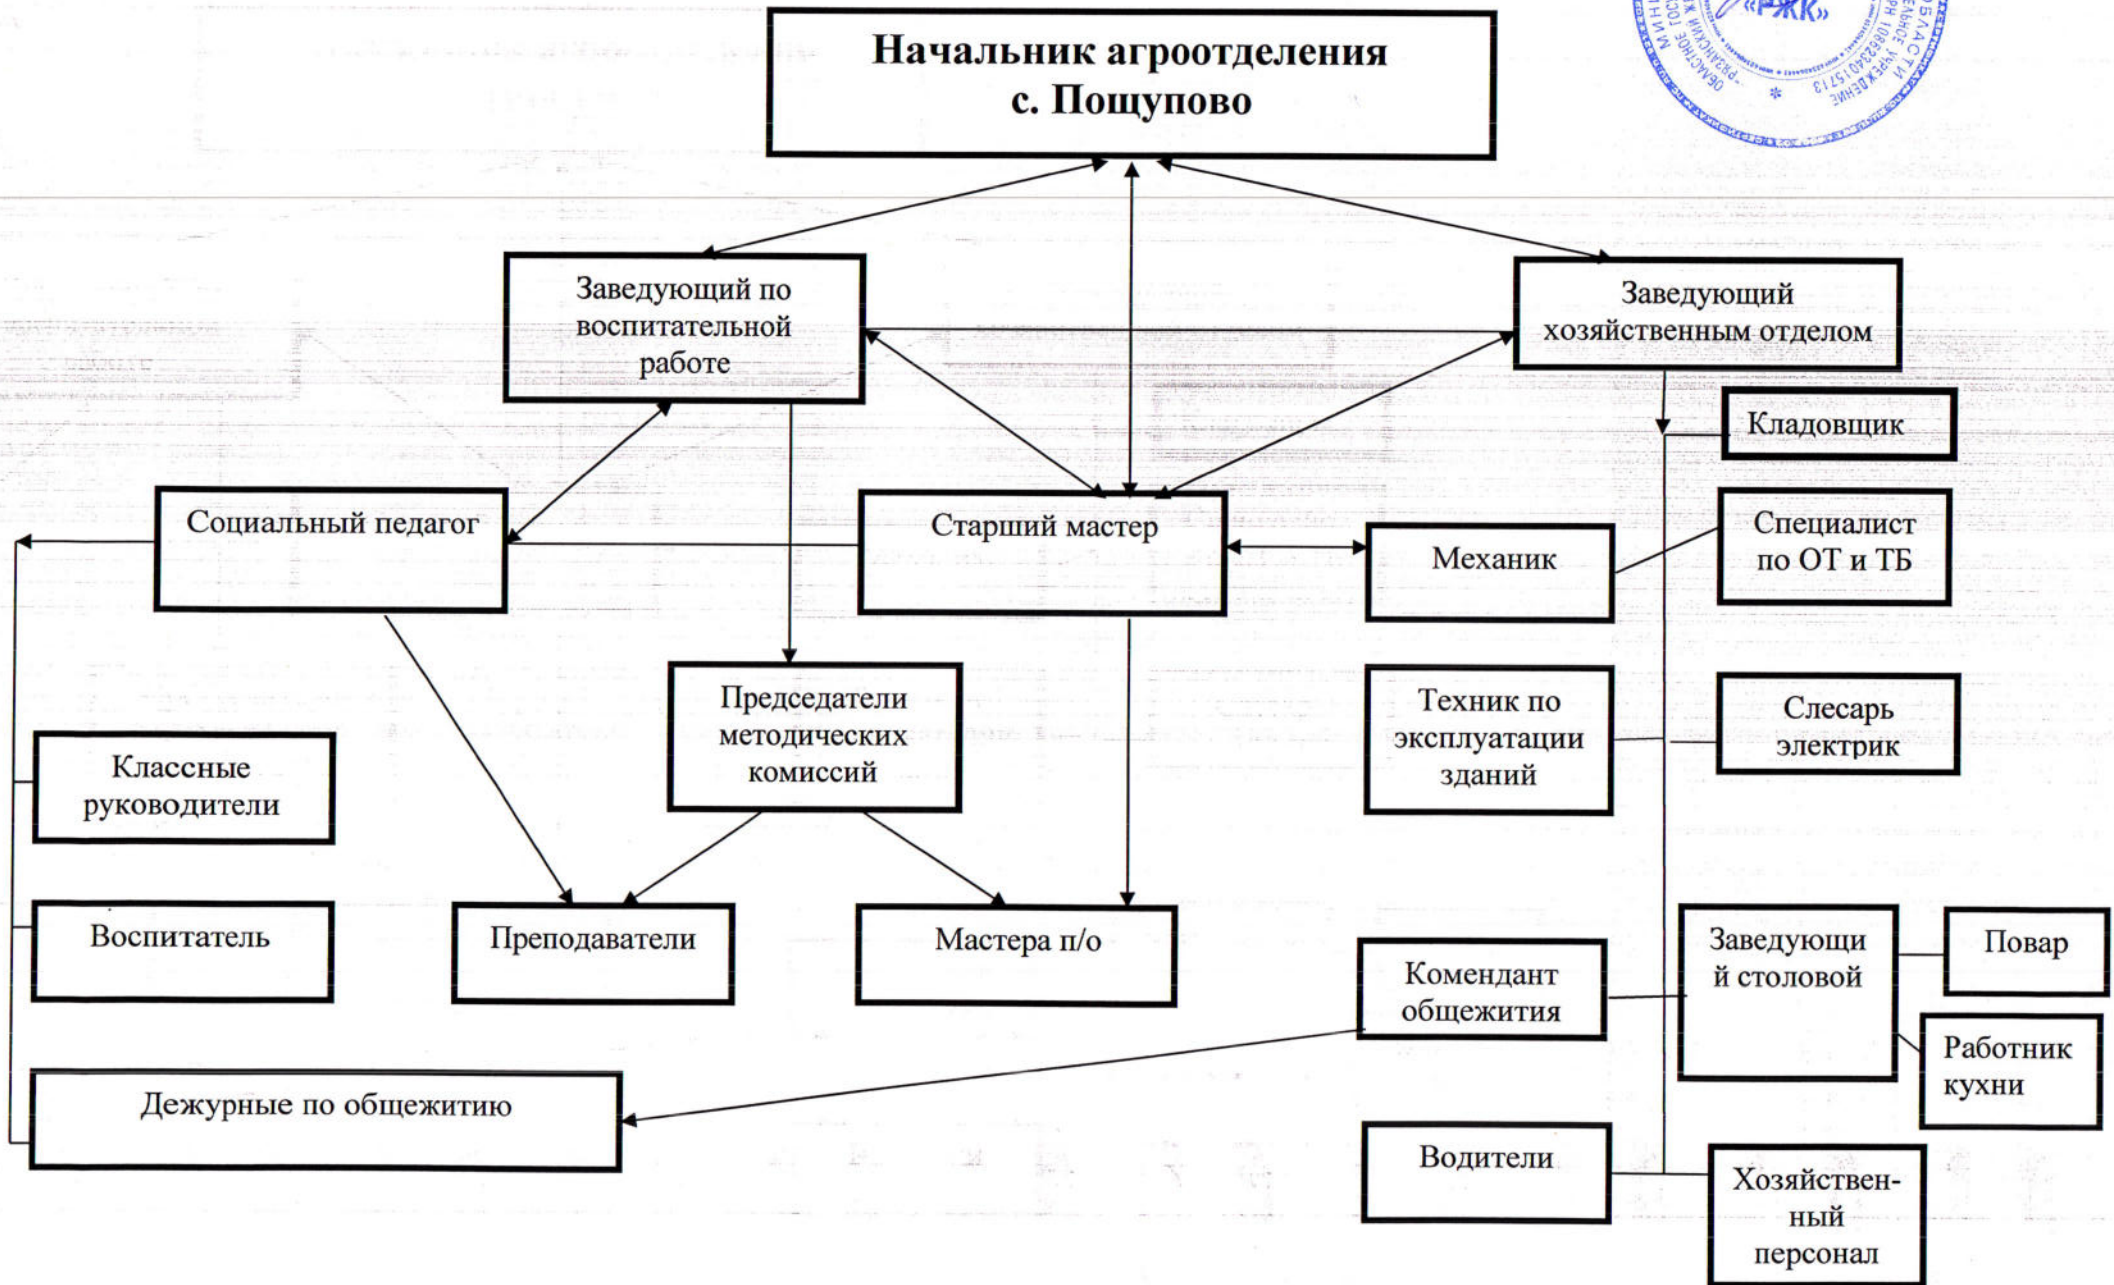 «РЖК»
ОГРН 1086234015713
Начальник агроотделения
с. Пощупово
Заведующий по
воспитательной
работе
Заведующий
хозяйственным отделом
Кладовщик
Социальный педагог
Старший мастер
Механик
Специалист
по ОТ и ТБ
Председатели
методических
комиссий
Техник по
эксплуатации
зданий
Слесарь
электрик
Классные
руководители
Воспитатель
Преподаватели
Мастера п/о
Комендант
общежития
Заведующи
й столовой
Повар
Работник
кухни
Дежурные по общежитию
Водители
Хозяйствен-
ный
персонал